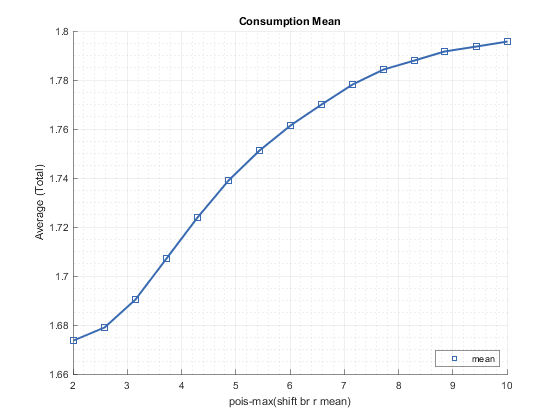 Consumption Mean
1.8
1.78
1.76
1.74
1.72
1.7
1.68
1.66
Average (Total)
2 3 4 5 6 7 8 9 10
pois-max(shift br r mean)
mean